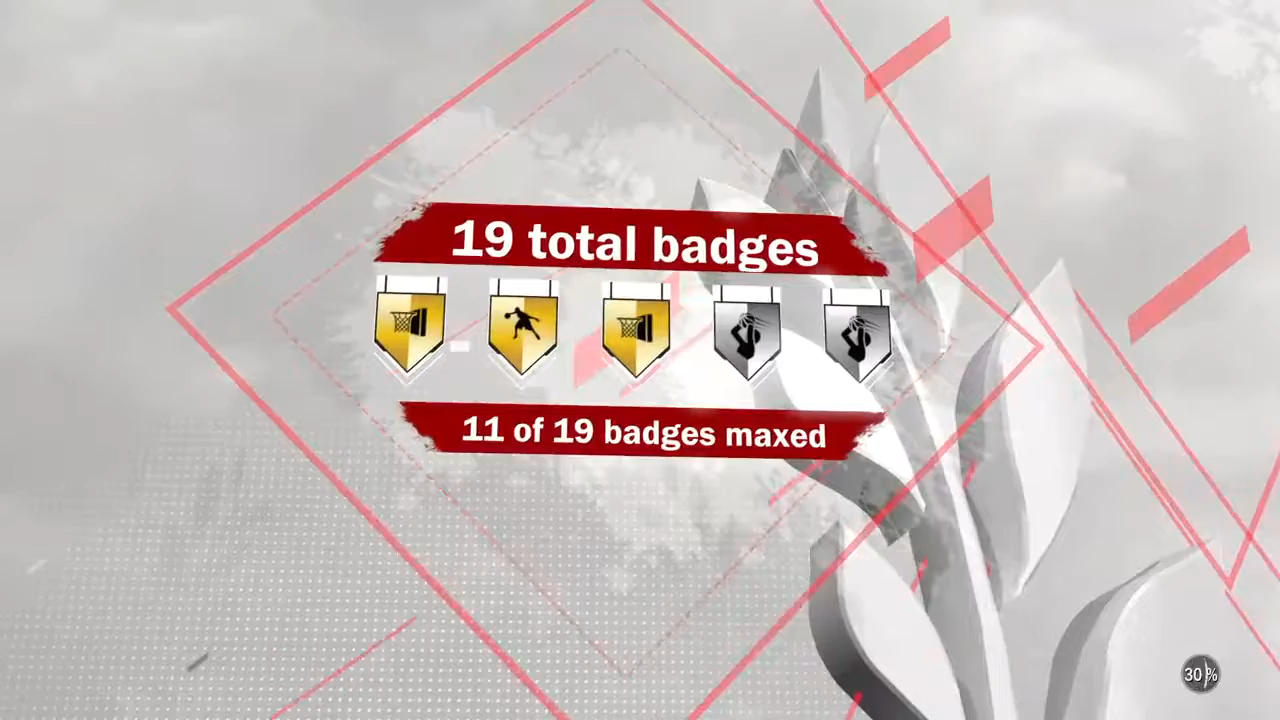 19 total badges
11 of 19 badges maxed
30%